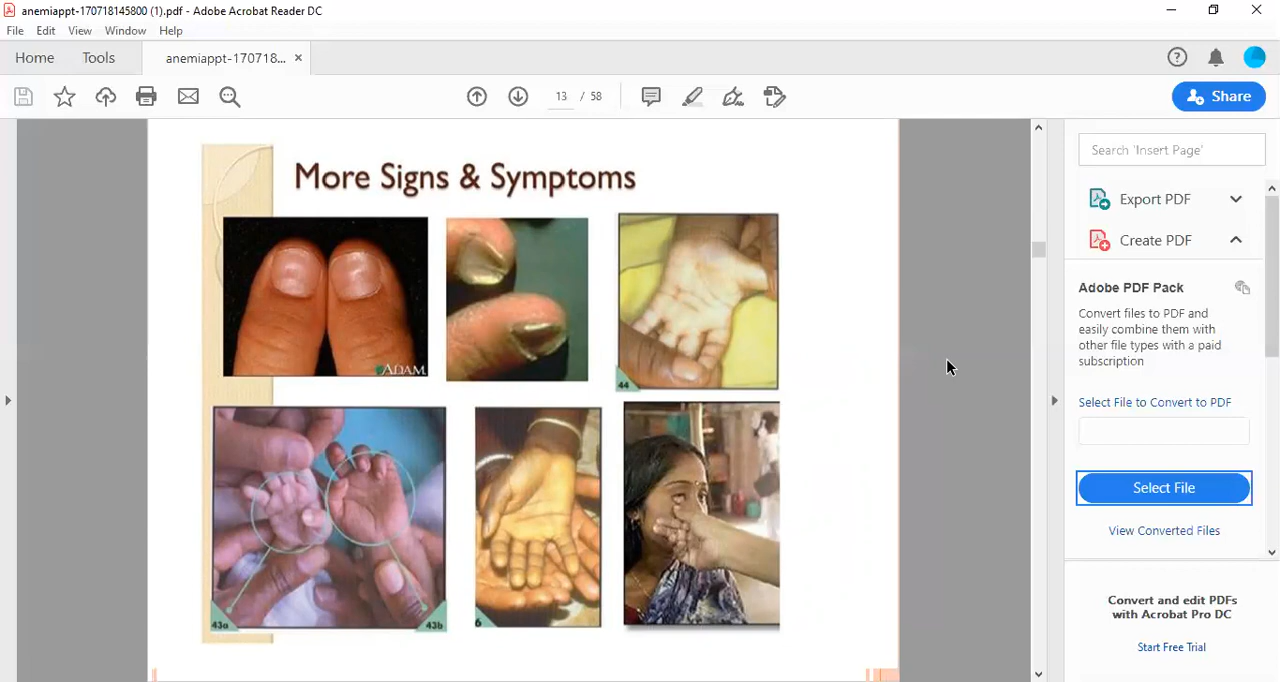 anemiappt-170718145800 (1).pdf - Adobe Acrobat Reader DC
File Edit View Window Help
Home Tools anemiappt-170718... ×
13 / 58
Share
More Signs & Symptoms
ADAM
44
43a 43b
6
Search 'Insert Page'
Export PDF
Create PDF
Adobe PDF Pack
Convert files to PDF and
easily combine them with
other file types with a paid
subscription
Select File to Convert to PDF
Select File
View Converted Files
Convert and edit PDFs
with Acrobat Pro DC
Start Free Trial